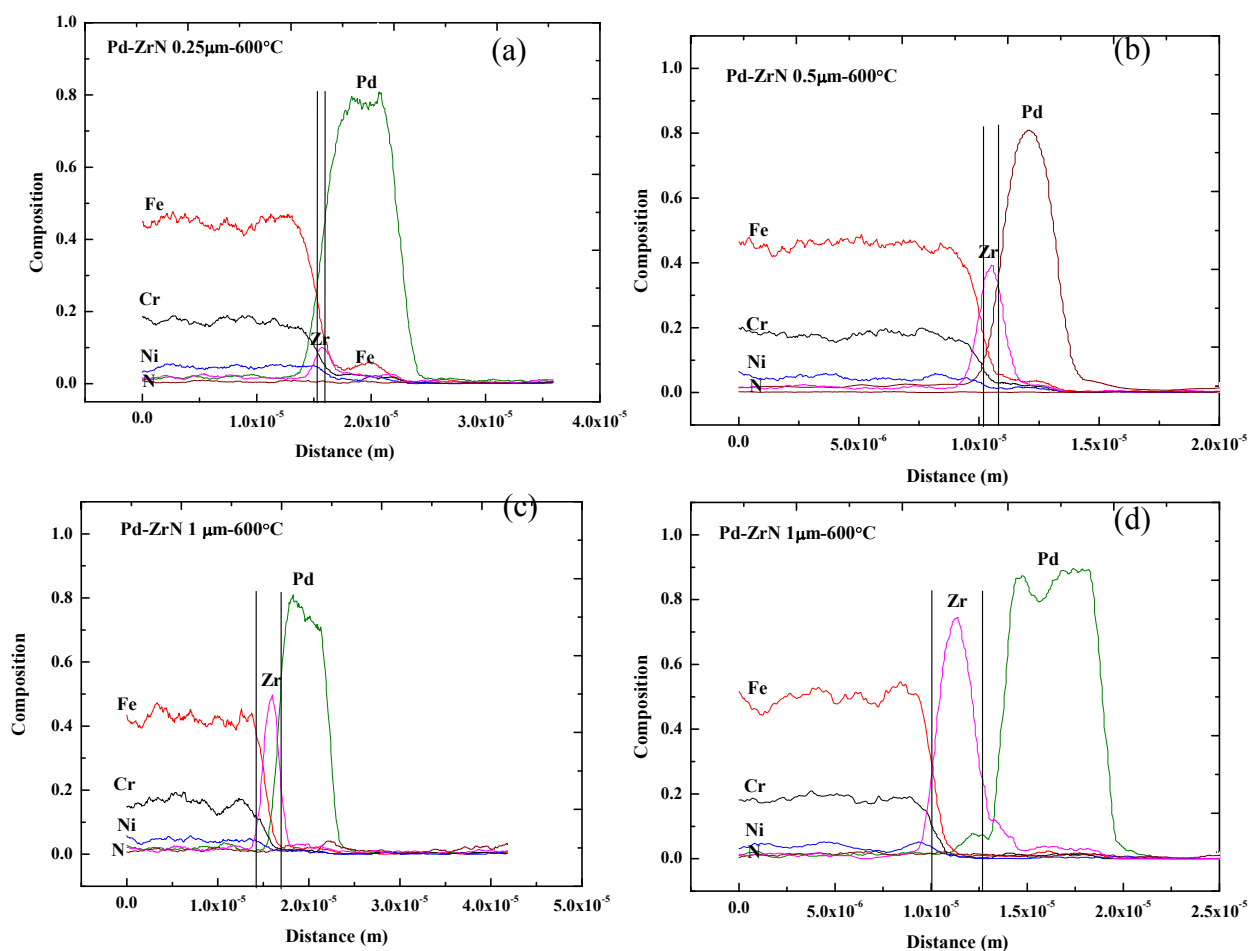 (a)
Pd-ZrN 0.25µm-600°C
Pd
Fe
Cr
Zr
Ni
Fe
N
Composition
1.0
0.8
0.6
0.4
0.2
0.0
0.0 1.0x10⁻⁵ 2.0x10⁻⁵ 3.0x10⁻⁵ 4.0x10⁻⁵
Distance (m)
(b)
Pd-ZrN 0.5µm-600°C
Pd
Fe
Zr
Cr
Ni
N
Composition
1.0
0.8
0.6
0.4
0.2
0.0
0.0 5.0x10⁻⁶ 1.0x10⁻⁵ 1.5x10⁻⁵ 2.0x10⁻⁵
Distance (m)
(c)
Pd-ZrN 1 µm-600°C
Pd
Zr
Fe
Cr
Ni
N
Composition
1.0
0.8
0.6
0.4
0.2
0.0
0.0 1.0x10⁻⁵ 2.0x10⁻⁵ 3.0x10⁻⁵ 4.0x10⁻⁵ 5.0x10⁻⁵
Distance (m)
(d)
Pd-ZrN 1µm-600°C
Pd
Zr
Fe
Cr
Ni
N
Composition
1.0
0.8
0.6
0.4
0.2
0.0
0.0 5.0x10⁻⁶ 1.0x10⁻⁵ 1.5x10⁻⁵ 2.0x10⁻⁵ 2.5x10⁻⁵
Distance (m)